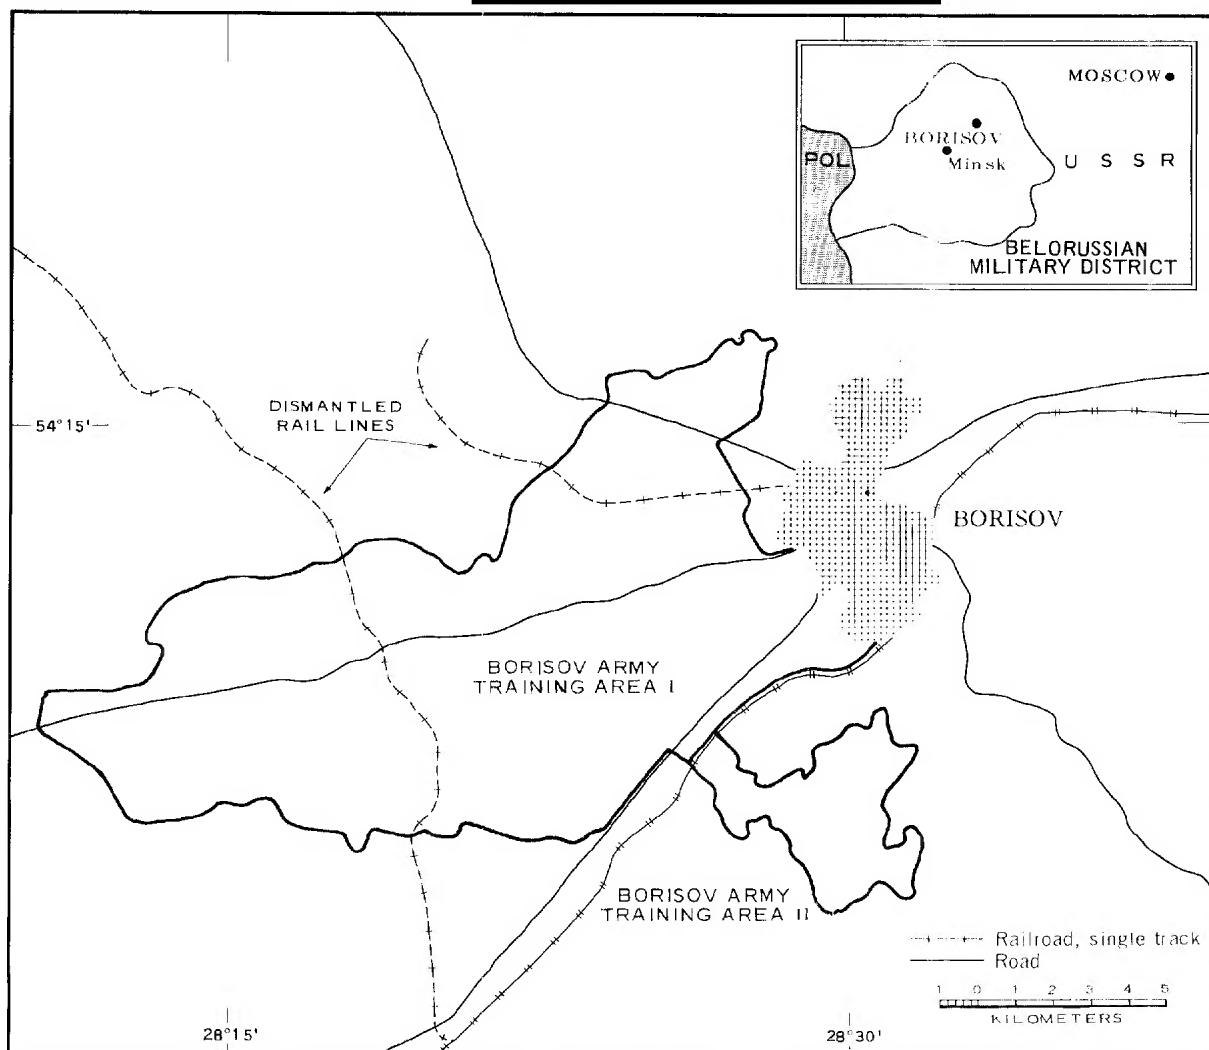 MOSCOW
BORISOV
POL
Minsk
U S S R
BELORUSSIAN
MILITARY DISTRICT
DISMANTLED
RAIL LINES
54°15'
BORISOV
BORISOV ARMY
TRAINING AREA I
BORISOV ARMY
TRAINING AREA II
Railroad, single track
Road
1 0 1 2 3 4 5
KILOMETERS
28°15'
28°30'